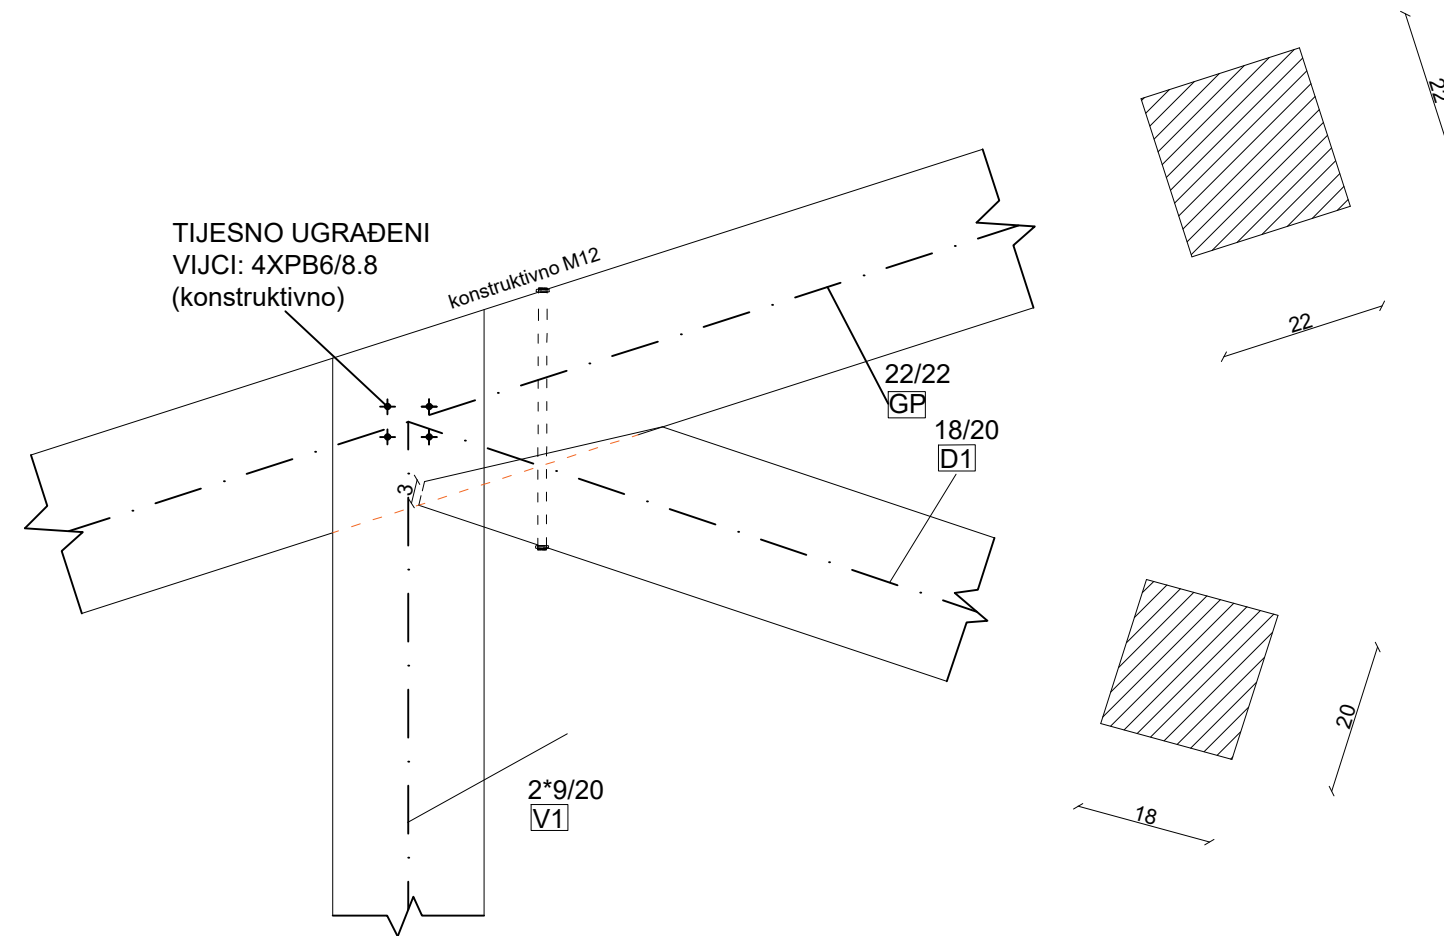 TIJESNO UGRAĐENI
VIJCI: 4XPB6/8.8
(konstruktivno)
konstruktivno M12
22
22
22/22
GP
18/20
D1
3
2*9/20
V1
20
18